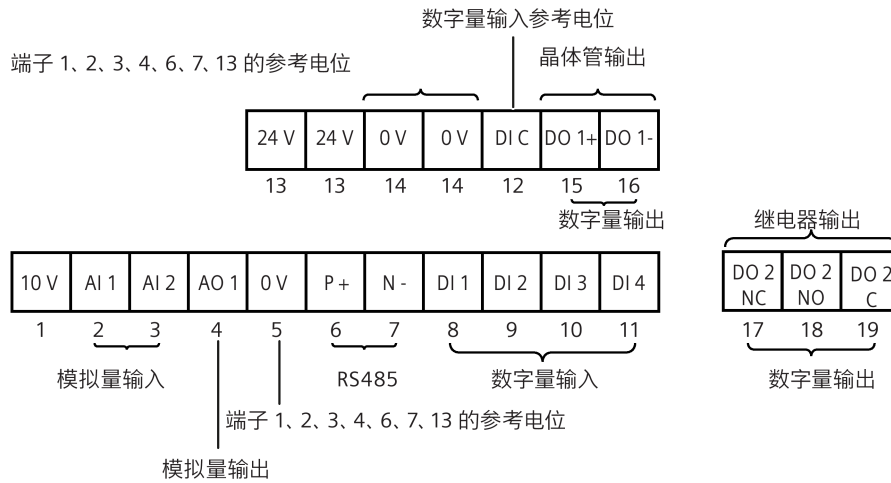 数字量输入参考电位
端子 1、2、3、4、6、7、13 的参考电位
晶体管输出
24 V 24 V 0 V 0 V DI C DO 1+ DO 1-
13 13 14 14 12 15 16
数字量输出
继电器输出
10 V AI 1 AI 2 AO 1 0 V P + N - DI 1 DI 2 DI 3 DI 4
DO 2 NC DO 2 NO DO 2 C
1 2 3 4 5 6 7 8 9 10 11
17 18 19
模拟量输入
RS485
数字量输入
数字量输出
端子 1、2、3、4、6、7、13 的参考电位
模拟量输出